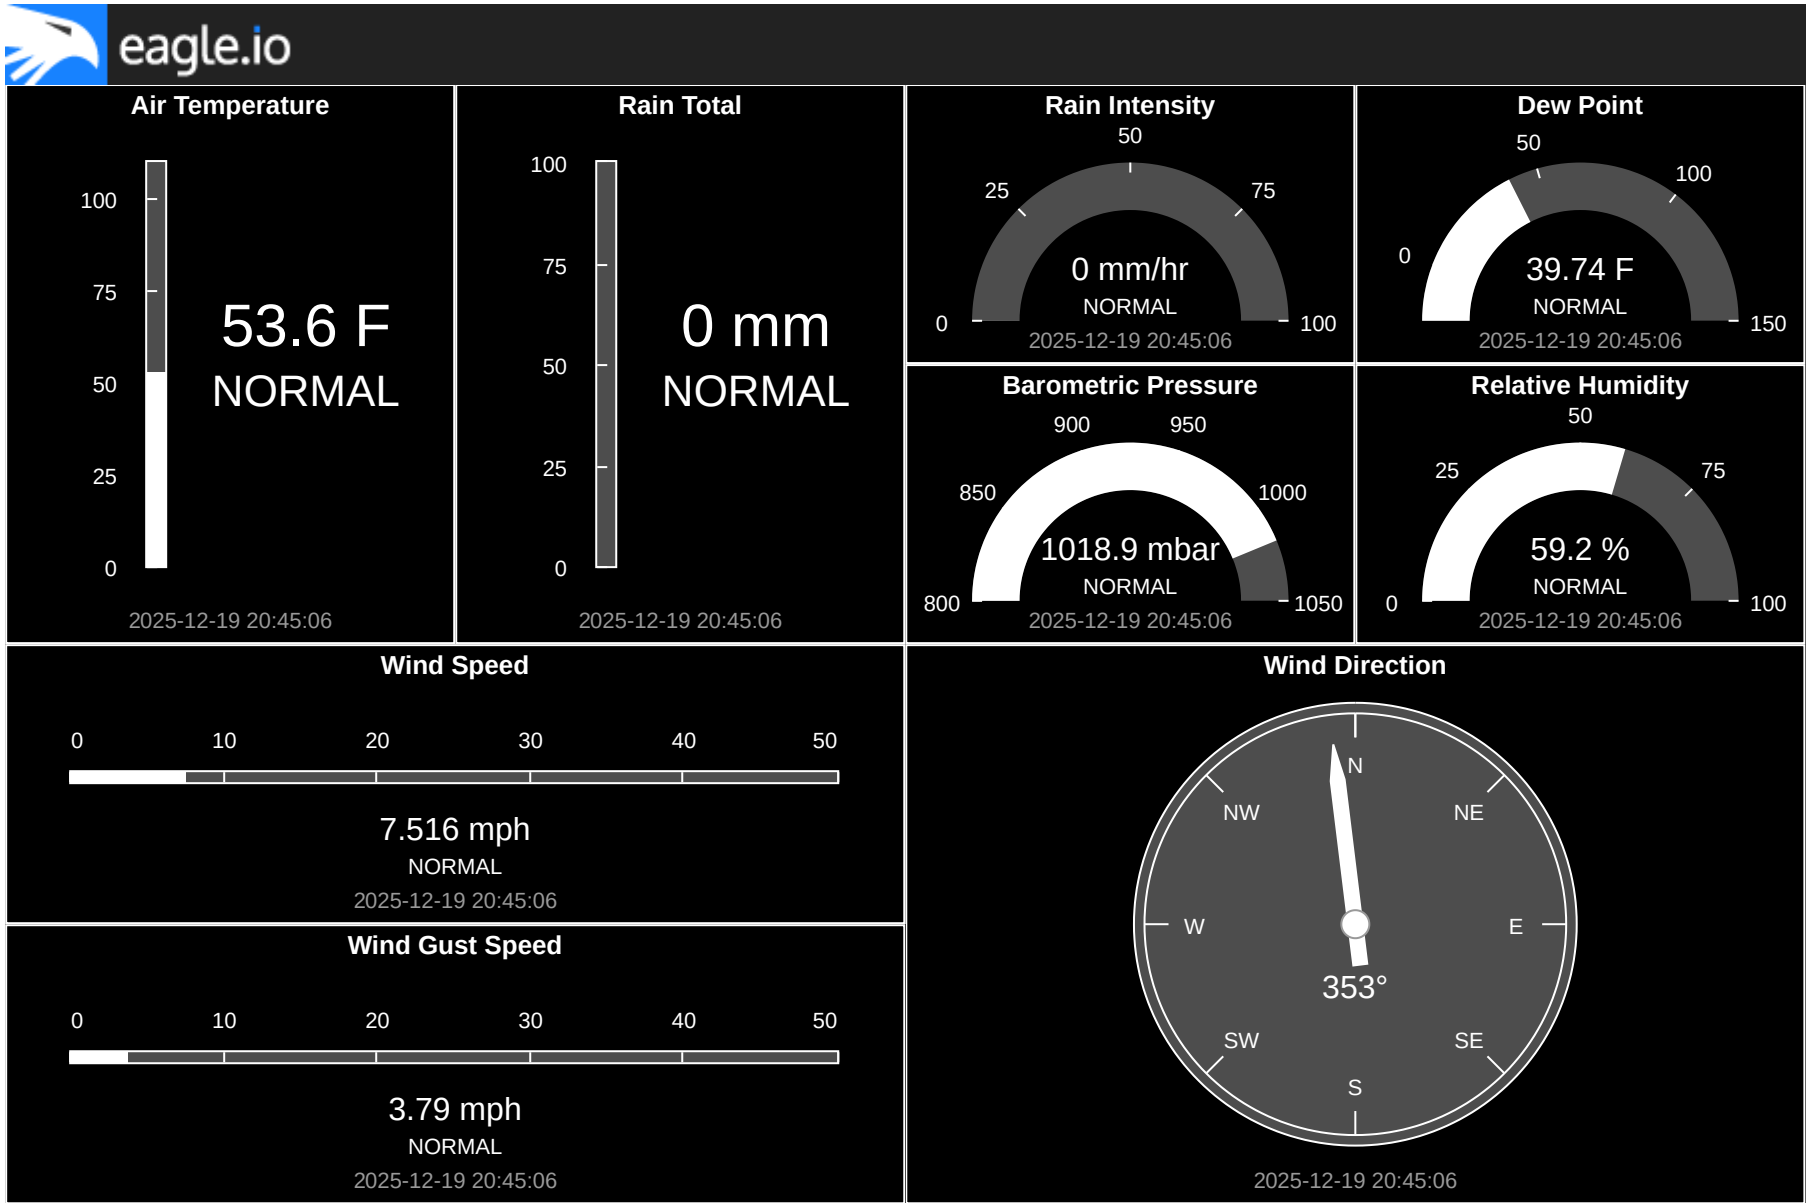 eagle.io
Air Temperature
100
75
50
25
0
53.6 F
NORMAL
2025-12-19 20:45:06
Rain Total
100
75
50
25
0
0 mm
NORMAL
2025-12-19 20:45:06
Rain Intensity
50
25
75
0
100
0 mm/hr
NORMAL
2025-12-19 20:45:06
Dew Point
50
100
0
150
39.74 F
NORMAL
2025-12-19 20:45:06
Barometric Pressure
900
950
850
1000
800
1050
1018.9 mbar
NORMAL
2025-12-19 20:45:06
Relative Humidity
50
25
75
0
100
59.2 %
NORMAL
2025-12-19 20:45:06
Wind Speed
0 10 20 30 40 50
7.516 mph
NORMAL
2025-12-19 20:45:06
Wind Gust Speed
0 10 20 30 40 50
3.79 mph
NORMAL
2025-12-19 20:45:06
Wind Direction
N
NW NE
W E
353°
SW SE
S
2025-12-19 20:45:06